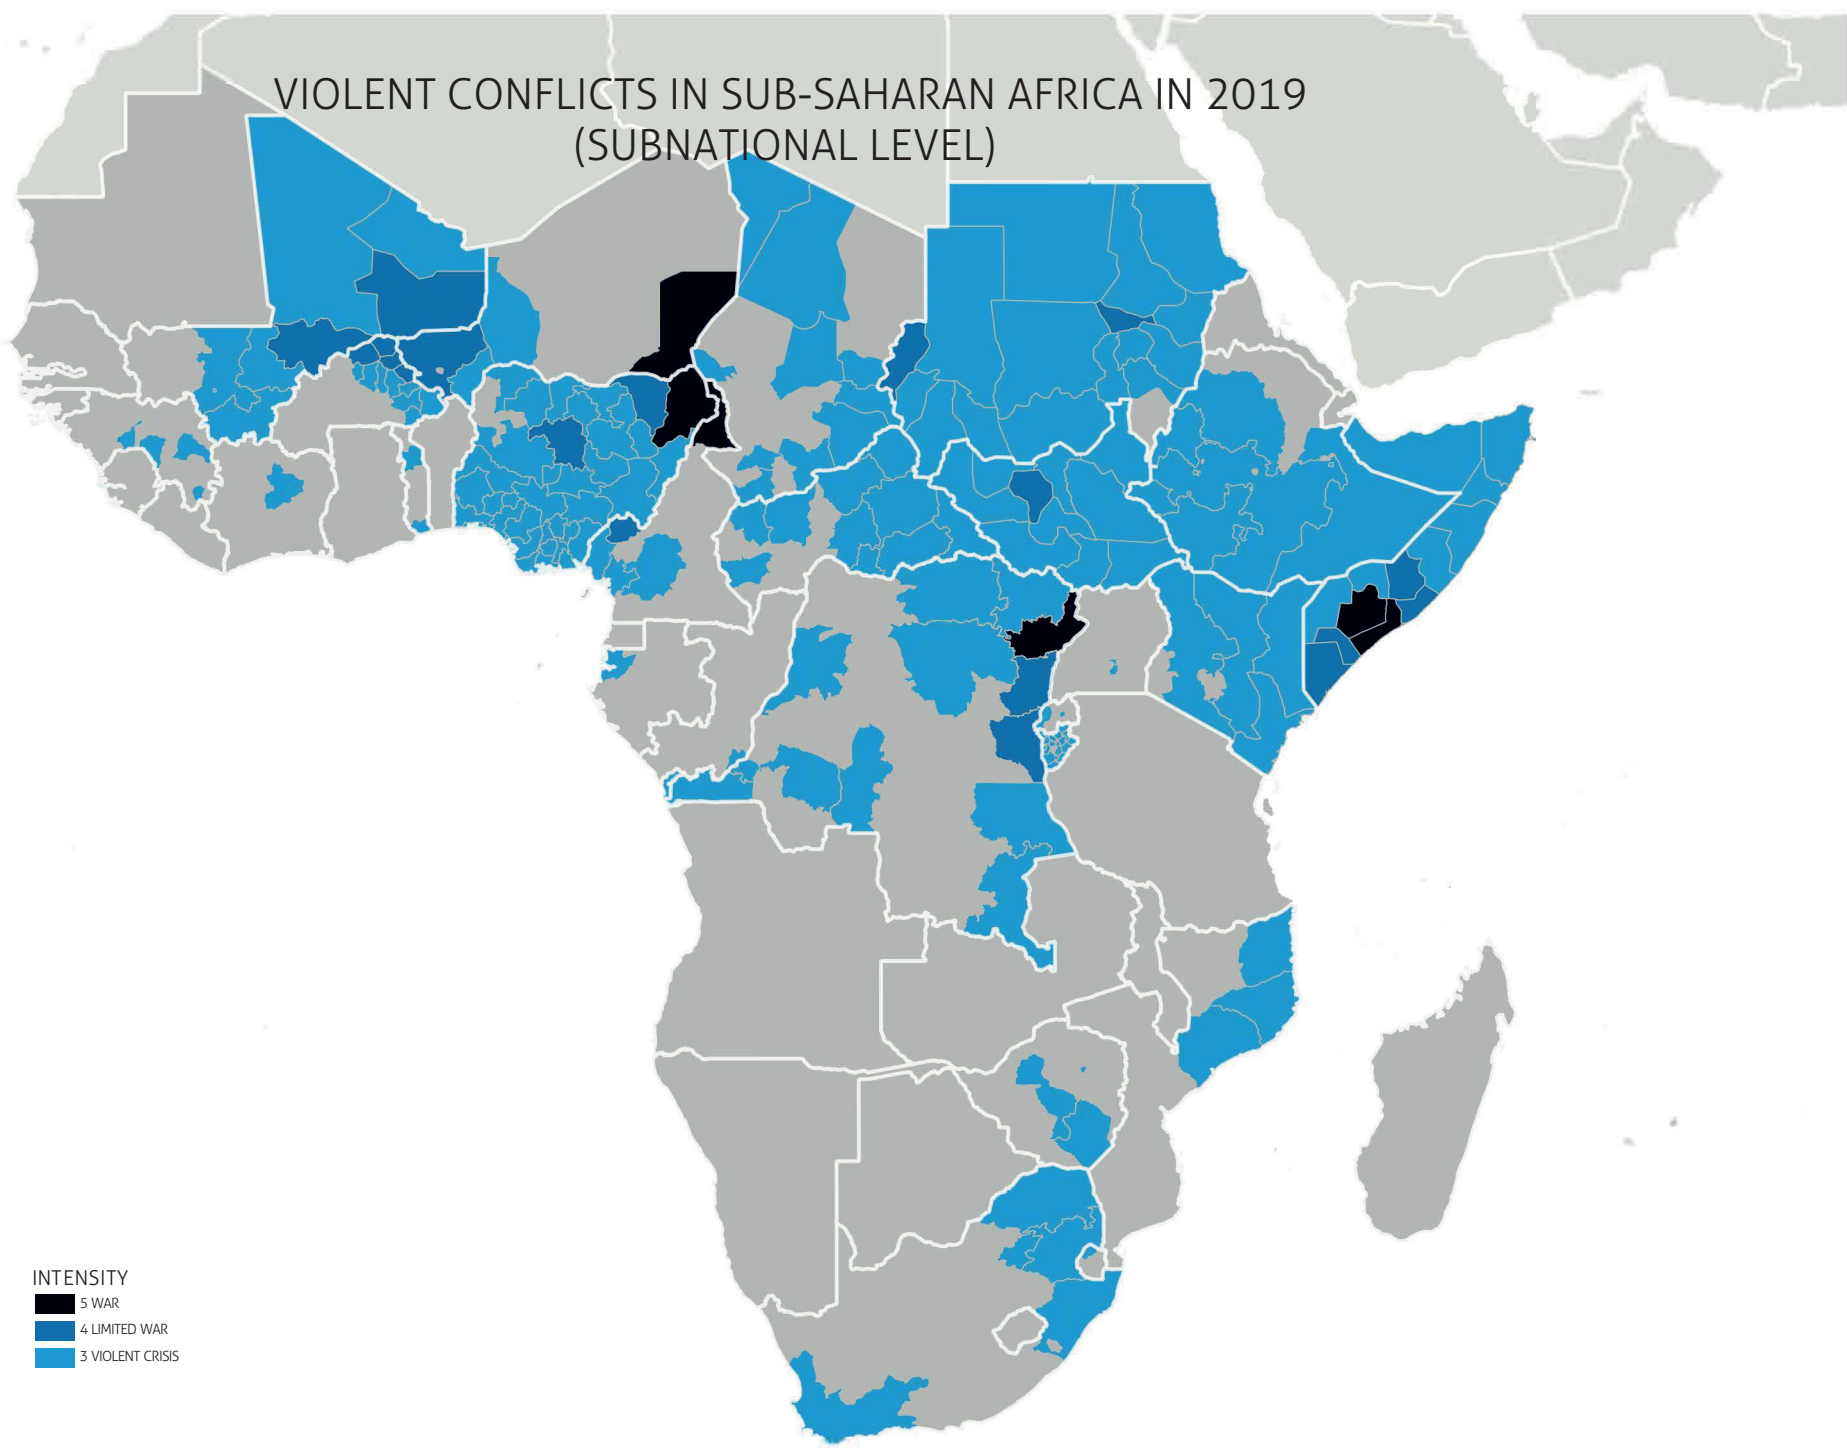 VIOLENT CONFLICTS IN SUB-SAHARAN AFRICA IN 2019
(SUBNATIONAL LEVEL)
INTENSITY
5 WAR
4 LIMITED WAR
3 VIOLENT CRISIS